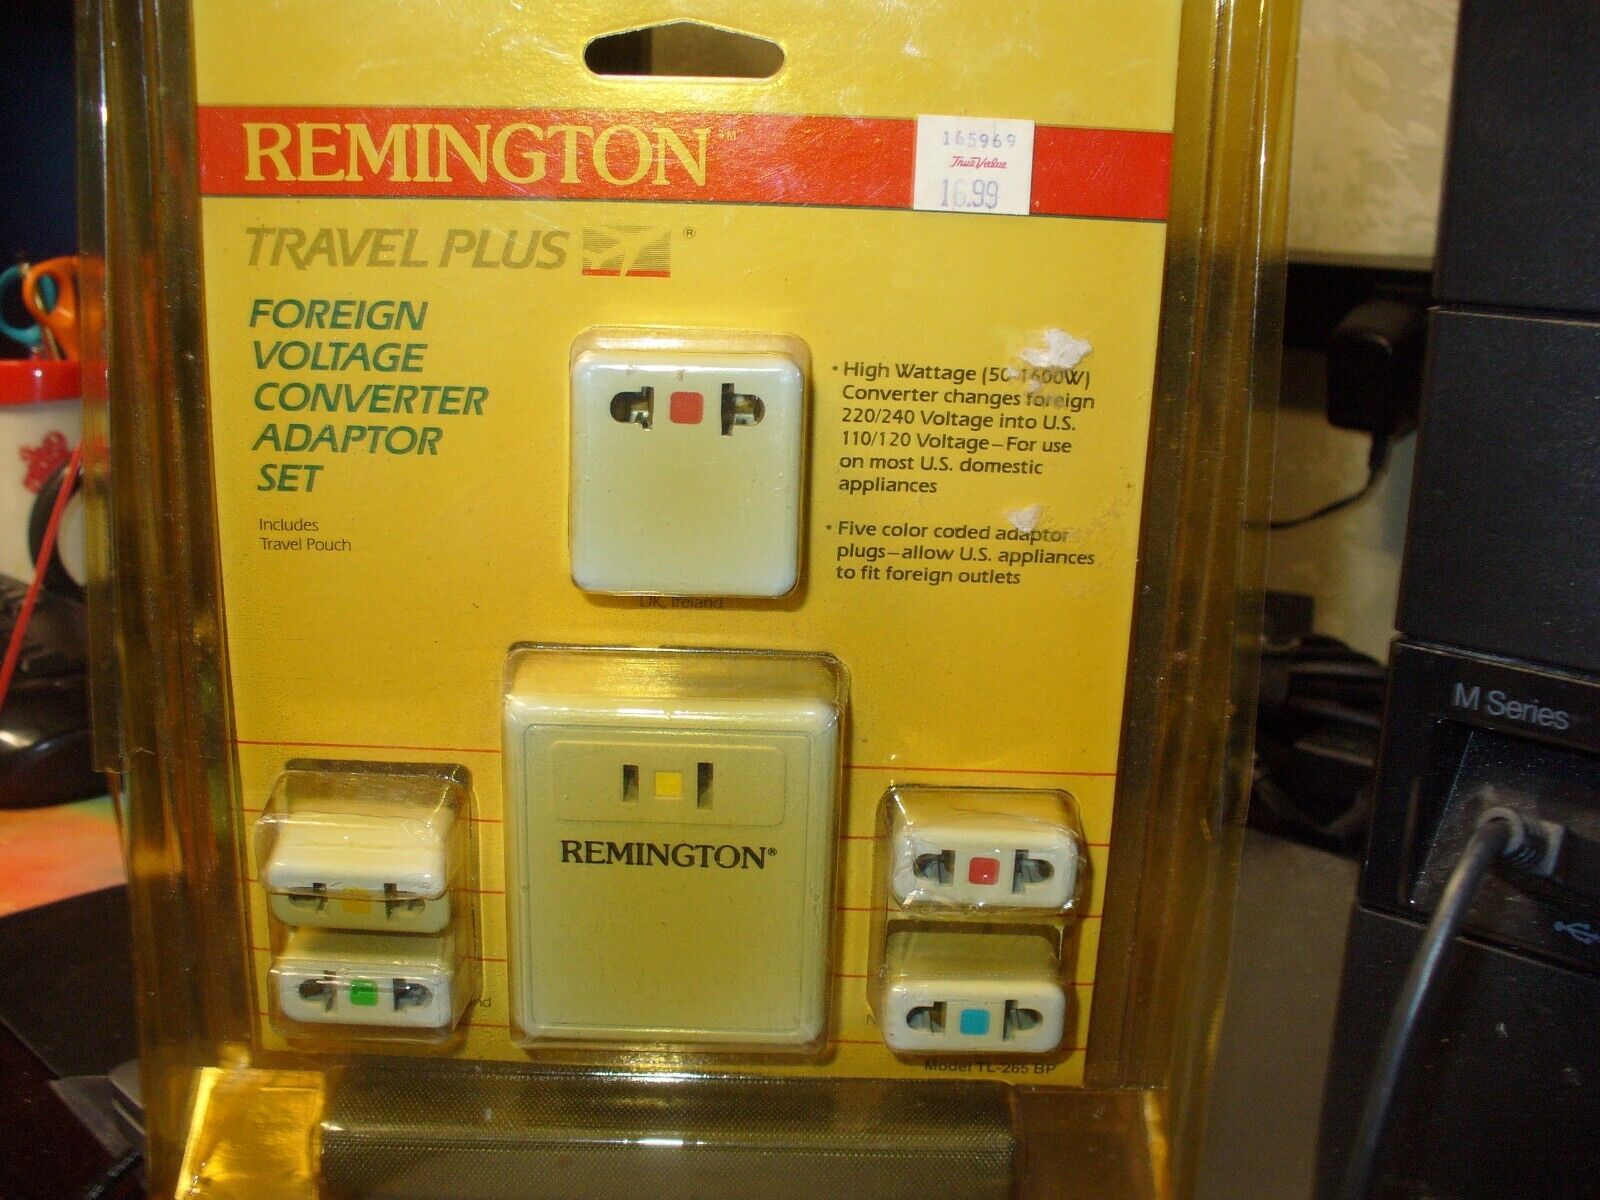 REMINGTON™
165969
True Value
16.99
TRAVEL PLUS ®
FOREIGN
VOLTAGE
CONVERTER
ADAPTOR
SET
Includes
Travel Pouch
• High Wattage (50-1600W)
Converter changes foreign
220/240 Voltage into U.S.
110/120 Voltage–For use
on most U.S. domestic
appliances
• Five color coded adaptor
plugs–allow U.S. appliances
to fit foreign outlets
UK, Ireland
REMINGTON®
Model TL-265 BP
M Series